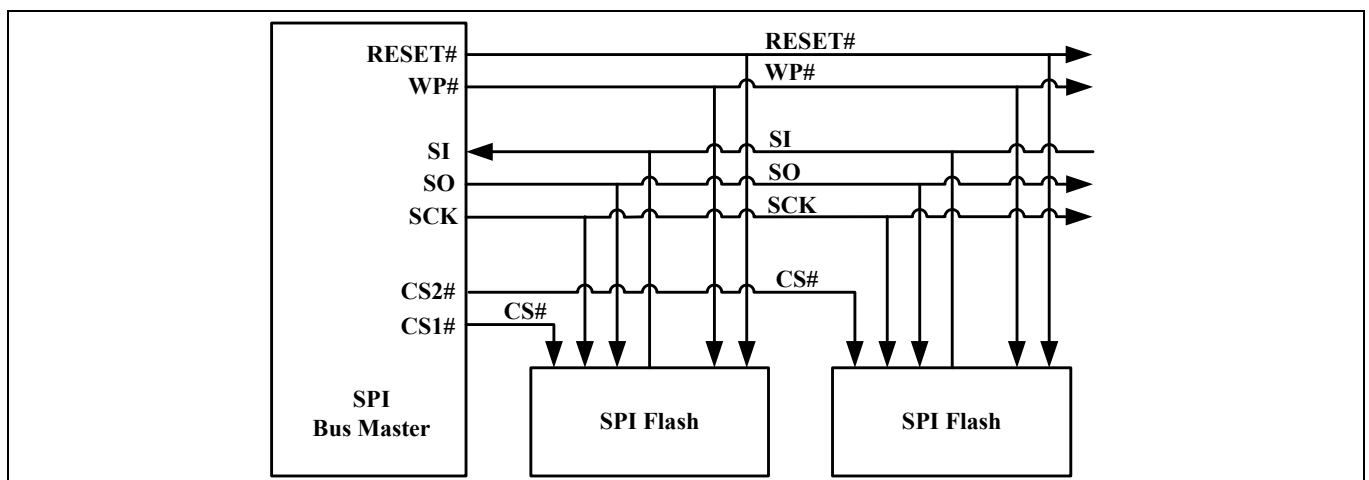 RESET#
RESET#
WP#
WP#
SI
SI
SO
SO
SCK
SCK
CS2#
CS#
CS1#
CS#
SPI
Bus Master
SPI Flash
SPI Flash